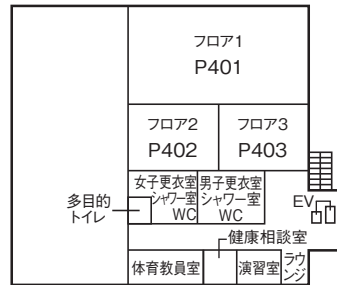 フロア1
P401
フロア2
P402
フロア3
P403
女子更衣室
シャワー室
WC
男子更衣室
シャワー室
WC
多目的
トイレ
EV
健康相談室
体育教員室
演習室
ラウ
ンジ